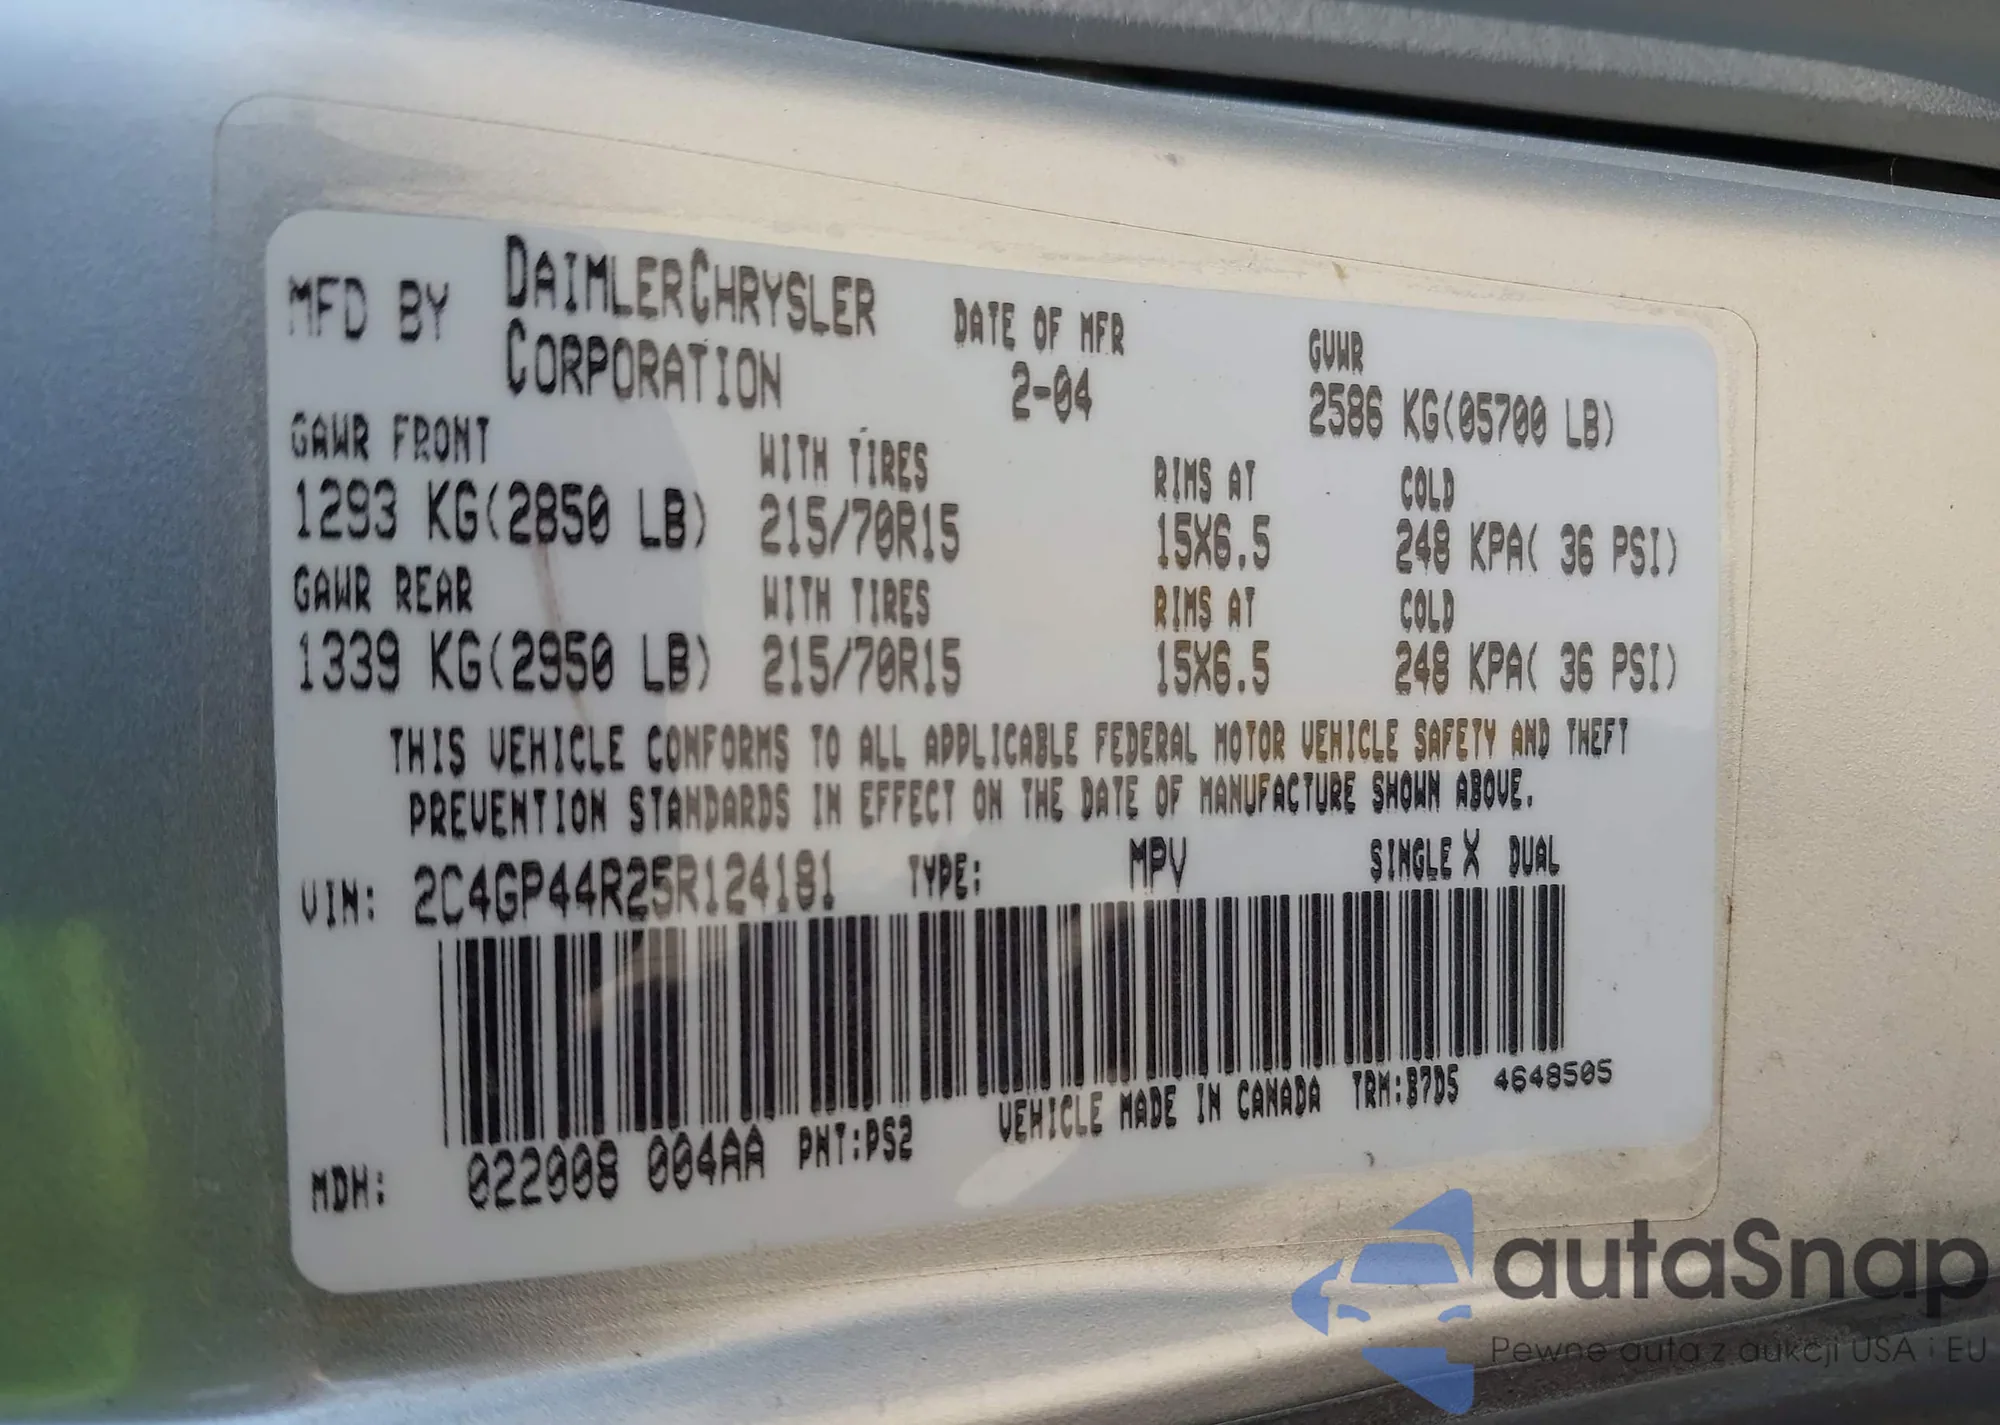 MFD BY DAIMLERCHRYSLER CORPORATION DATE OF MFR 2-04 GVWR 2586 KG(05700 LB)
GAWR FRONT WITH TIRES RIMS AT COLD
1293 KG(2850 LB) 215/70R15 15X6.5 248 KPA( 36 PSI)
GAWR REAR WITH TIRES RIMS AT COLD
1339 KG(2950 LB) 215/70R15 15X6.5 248 KPA( 36 PSI)
THIS VEHICLE CONFORMS TO ALL APPLICABLE FEDERAL MOTOR VEHICLE SAFETY AND THEFT
PREVENTION STANDARDS IN EFFECT ON THE DATE OF MANUFACTURE SHOWN ABOVE.
VIN: 2C4GP44R25R124181 TYPE: MPV SINGLE X DUAL
MDH: 022008 004AA PNT:PS2 VEHICLE MADE IN CANADA TRM:B7D5 4648505
autaSnap
Pewne auta z aukcji USA i EU